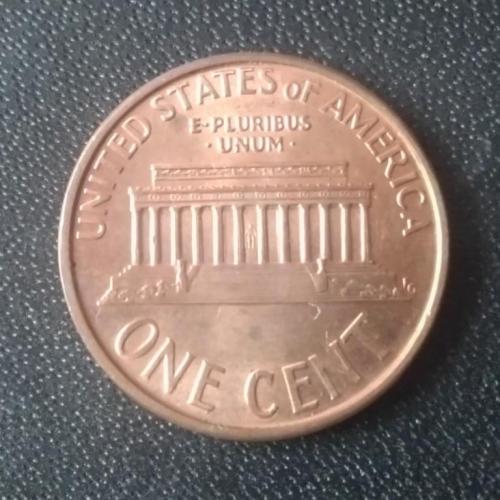 UNITED STATES OF AMERICA
E·PLURIBUS
·UNUM·
ONE CENT